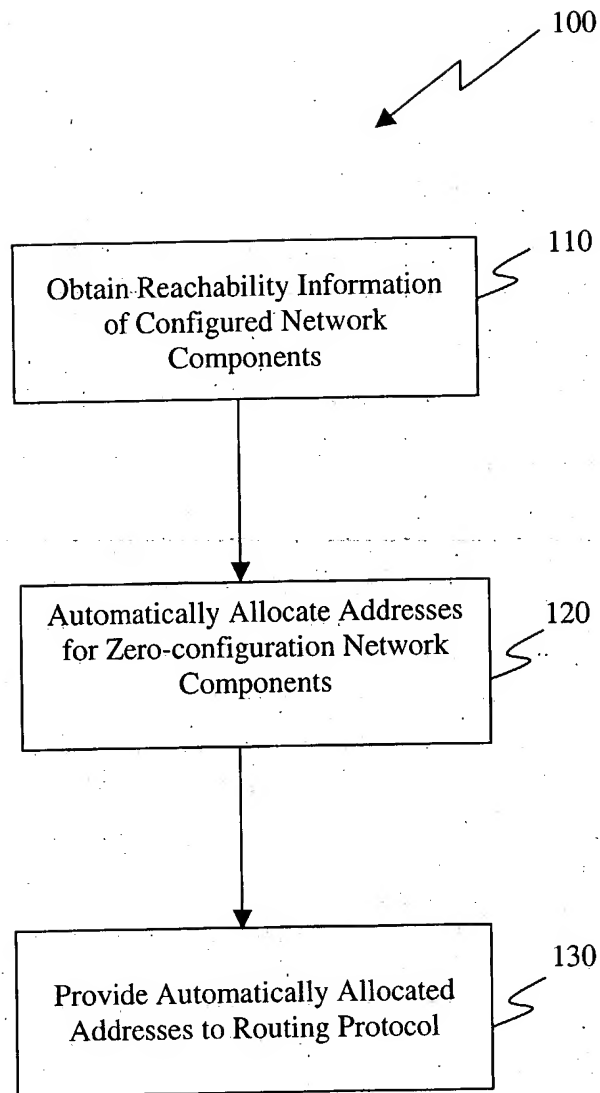 100
110
Obtain Reachability Information
of Configured Network
Components
Automatically Allocate Addresses
for Zero-configuration Network
Components
120
130
Provide Automatically Allocated
Addresses to Routing Protocol